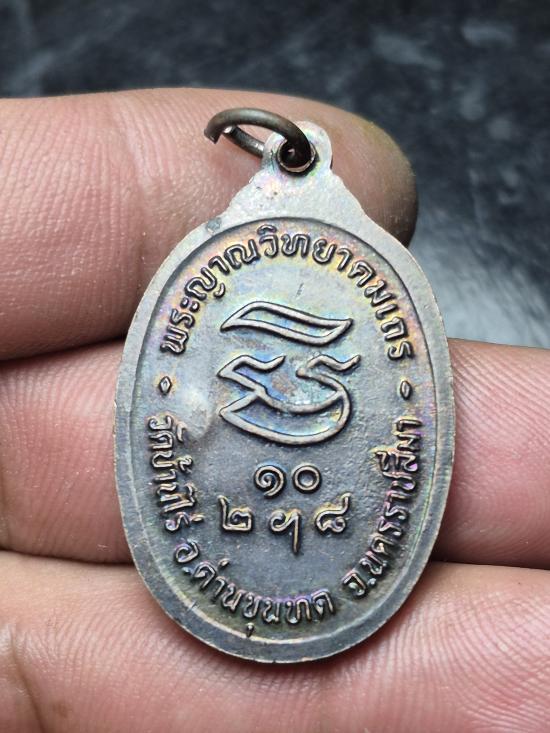 พระญาณวิทยาคมเถร
๑๐
๒ ๙ ๘
วัดบ้านไร่ อ.ด่านขุนทด จ.นครราชสีมา